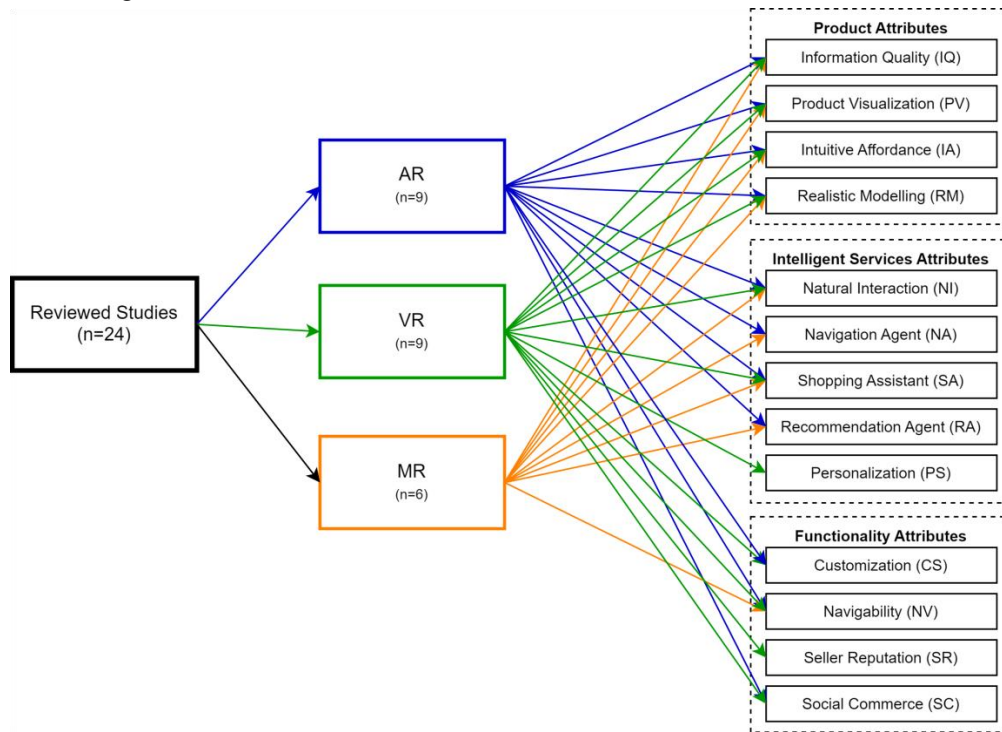 Reviewed Studies
(n=24)
AR
(n=9)
VR
(n=9)
MR
(n=6)
Product Attributes
Information Quality (IQ)
Product Visualization (PV)
Intuitive Affordance (IA)
Realistic Modelling (RM)
Intelligent Services Attributes
Natural Interaction (NI)
Navigation Agent (NA)
Shopping Assistant (SA)
Recommendation Agent (RA)
Personalization (PS)
Functionality Attributes
Customization (CS)
Navigability (NV)
Seller Reputation (SR)
Social Commerce (SC)